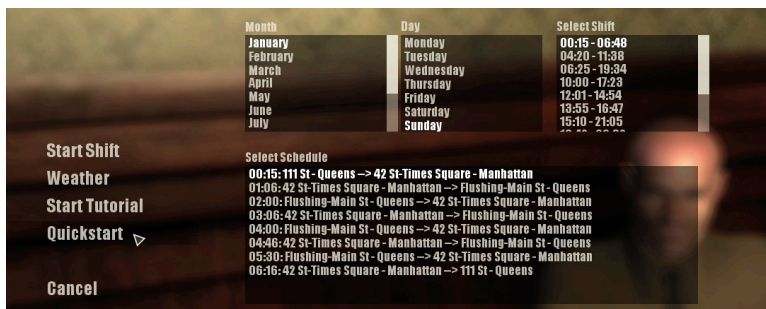 Month
January
February
March
April
May
June
July
Day
Monday
Tuesday
Wednesday
Thursday
Friday
Saturday
Sunday
Select Shift
00:15 - 06:48
04:20 - 11:38
06:25 - 19:34
10:00 - 17:23
12:01 - 14:54
13:55 - 16:47
15:10 - 21:05
Start Shift
Weather
Start Tutorial
Quickstart
Cancel
Select Schedule
00:15: 111 St - Queens --> 42 St-Times Square - Manhattan
01:06: 42 St-Times Square - Manhattan --> Flushing-Main St - Queens
02:00: Flushing-Main St - Queens --> 42 St-Times Square - Manhattan
03:06: 42 St-Times Square - Manhattan --> Flushing-Main St - Queens
04:00: Flushing-Main St - Queens --> 42 St-Times Square - Manhattan
04:46: 42 St-Times Square - Manhattan --> Flushing-Main St - Queens
05:30: Flushing-Main St - Queens --> 42 St-Times Square - Manhattan
06:16: 42 St-Times Square - Manhattan --> 111 St - Queens